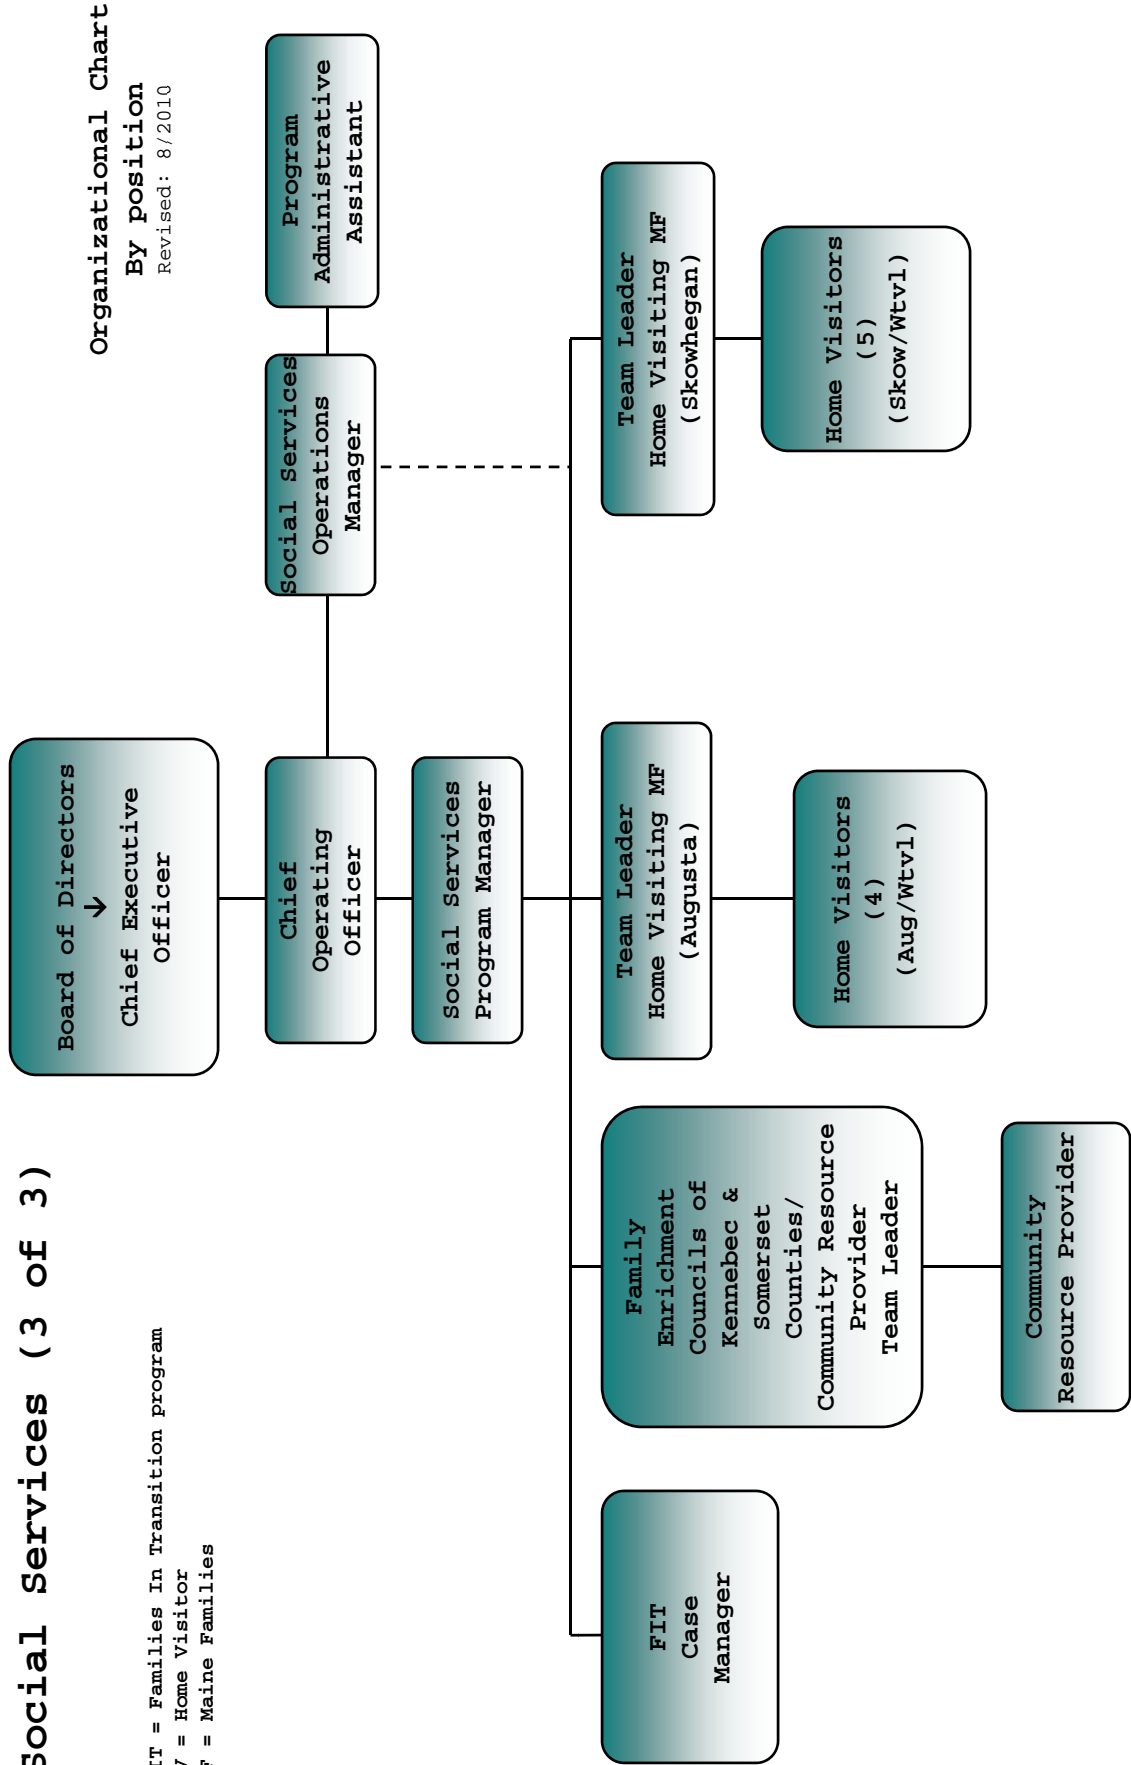 Social Services (3 of 3)
Organizational Chart
By position
Revised: 8/2010
IT = Families In Transition program
V = Home Visitor
F = Maine Families
Board of Directors
↓
Chief Executive
Officer
Chief
Operating
Officer
Social Services
Operations
Manager
Program
Administrative
Assistant
Social Services
Program Manager
FIT
Case
Manager
Family
Enrichment
Councils of
Kennebec &
Somerset
Counties/
Community Resource
Provider
Team Leader
Team Leader
Home Visiting MF
(Augusta)
Team Leader
Home Visiting MF
(Skowhegan)
Community
Resource Provider
Home Visitors
(4)
(Aug/Wtvl)
Home Visitors
(5)
(Skow/Wtvl)